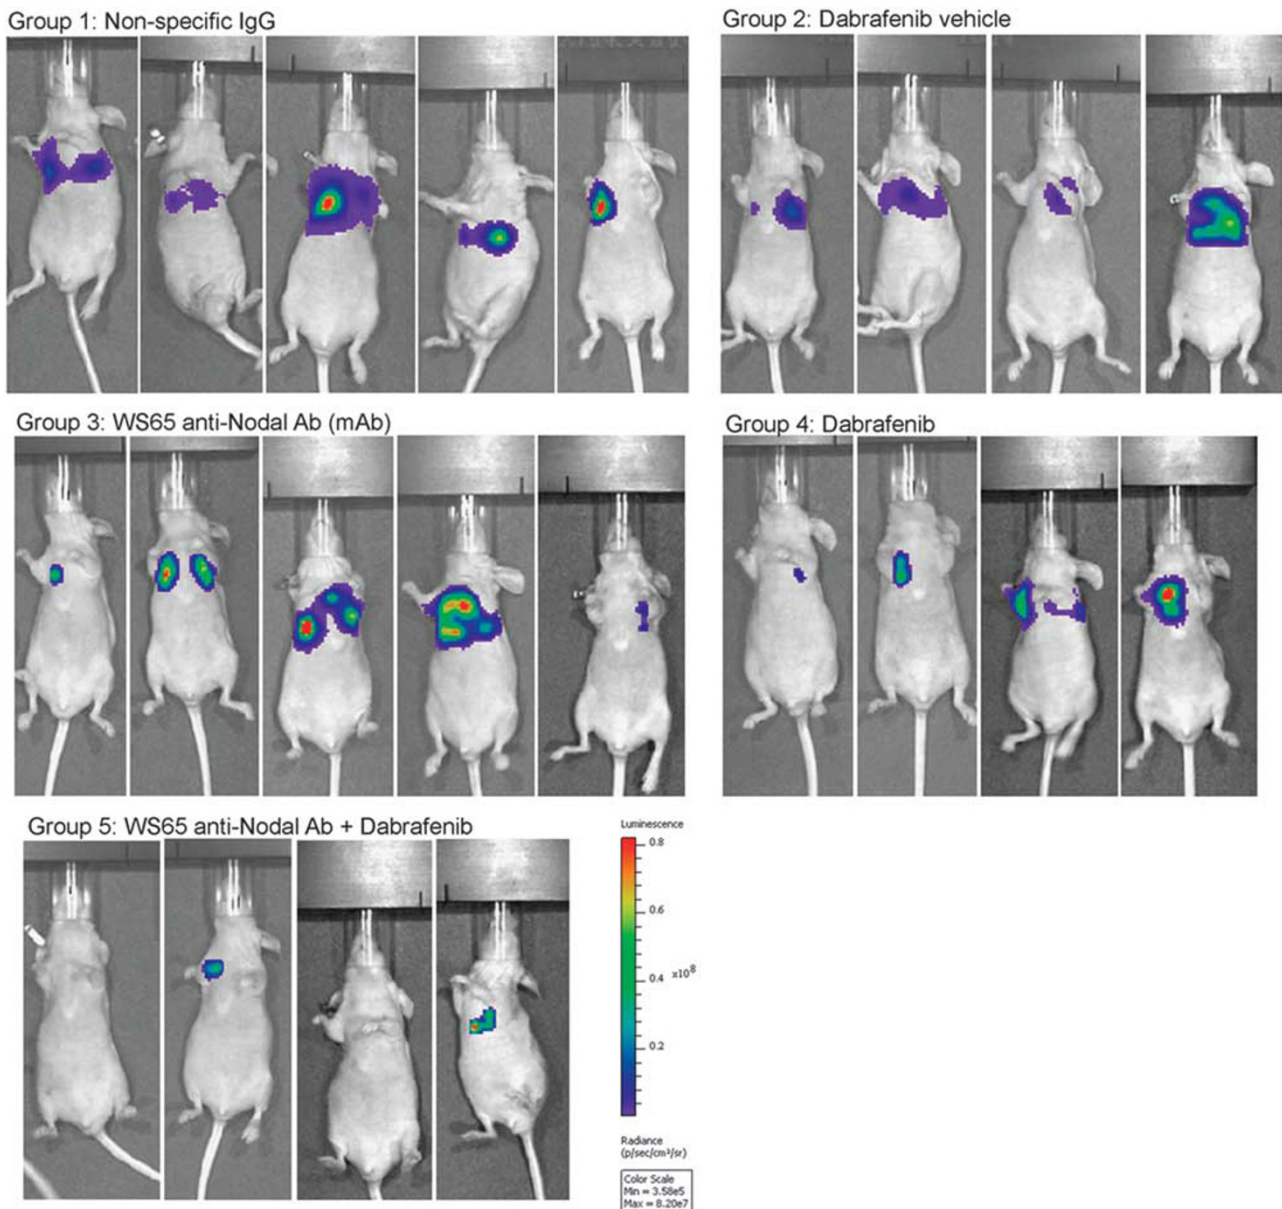 Group 1: Non-specific IgG
Group 2: Dabrafenib vehicle
Group 3: WS65 anti-Nodal Ab (mAb)
Group 4: Dabrafenib
Group 5: WS65 anti-Nodal Ab + Dabrafenib
Luminescence
0.8
0.6
0.4
x10⁸
0.2
Radiance
(p/sec/cm²/sr)
Color Scale
Min = 3.58e5
Max = 8.20e7